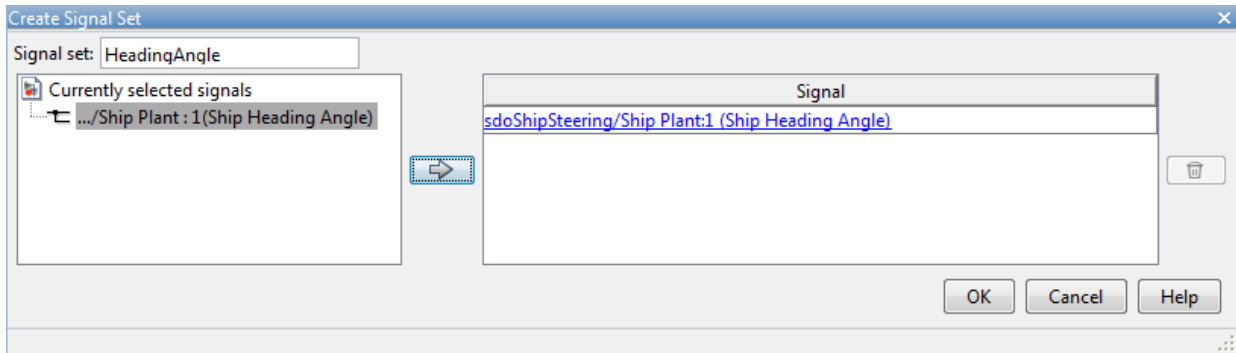 Create Signal Set
Signal set: HeadingAngle
Currently selected signals
.../Ship Plant : 1(Ship Heading Angle)
Signal
sdoShipSteering/Ship Plant:1 (Ship Heading Angle)
OK Cancel Help